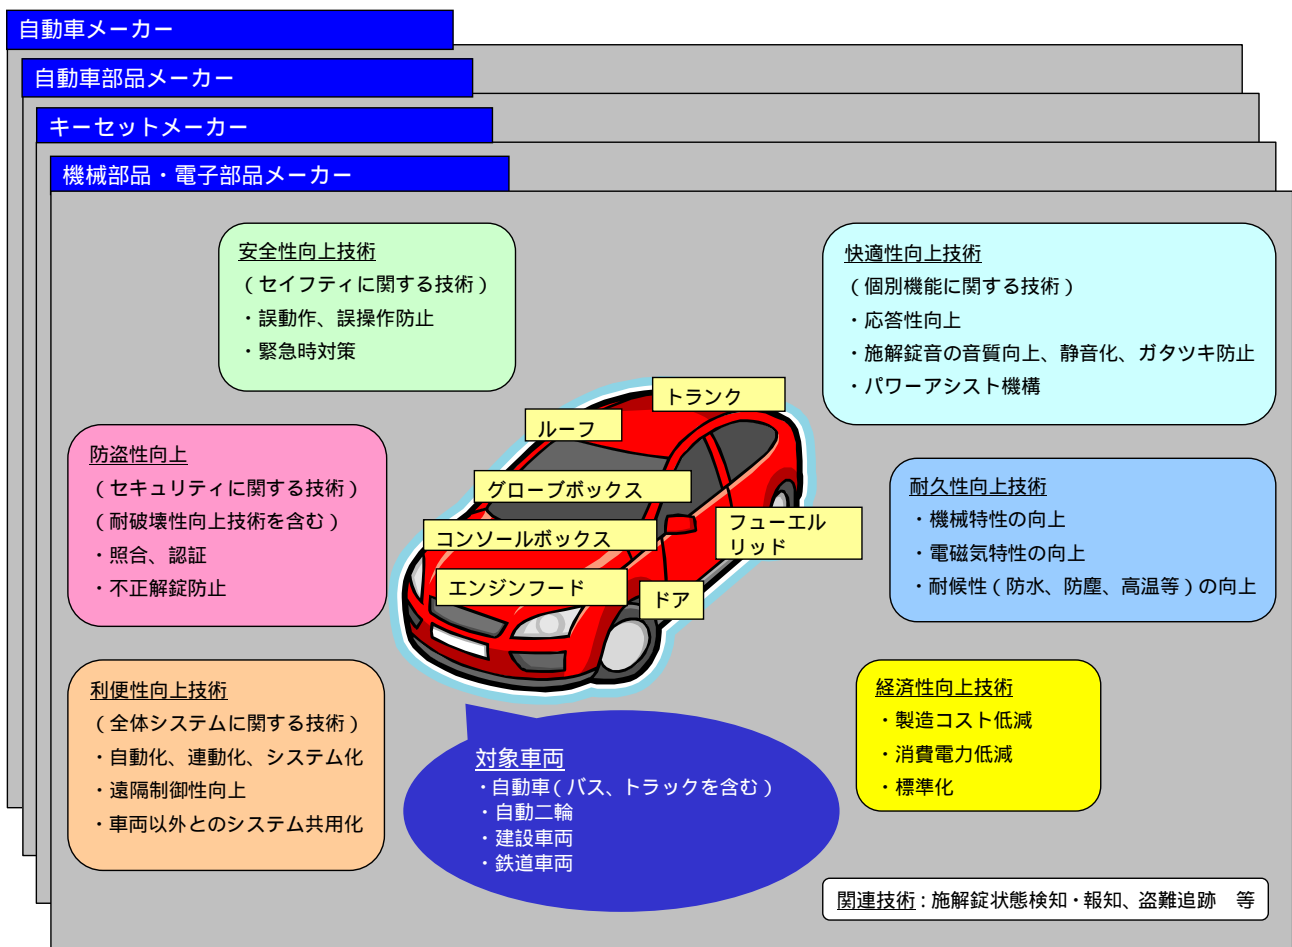 自動車メーカー
自動車部品メーカー
キーセットメーカー
機械部品・電子部品メーカー
安全性向上技術
（セイフティに関する技術）
・誤動作、誤操作防止
・緊急時対策
快適性向上技術
（個別機能に関する技術）
・応答性向上
・施解錠音の音質向上、静音化、ガタツキ防止
・パワーアシスト機構
防盗性向上
（セキュリティに関する技術）
（耐破壊性向上技術を含む）
・照合、認証
・不正解錠防止
トランク
ルーフ
グローブボックス
コンソールボックス
フューエル
リッド
エンジンフード
ドア
耐久性向上技術
・機械特性の向上
・電磁気特性の向上
・耐候性（防水、防塵、高温等）の向上
利便性向上技術
（全体システムに関する技術）
・自動化、連動化、システム化
・遠隔制御性向上
・車両以外とのシステム共用化
対象車両
・自動車（バス、トラックを含む）
・自動二輪
・建設車両
・鉄道車両
経済性向上技術
・製造コスト低減
・消費電力低減
・標準化
関連技術：施解錠状態検知・報知、盗難追跡　等